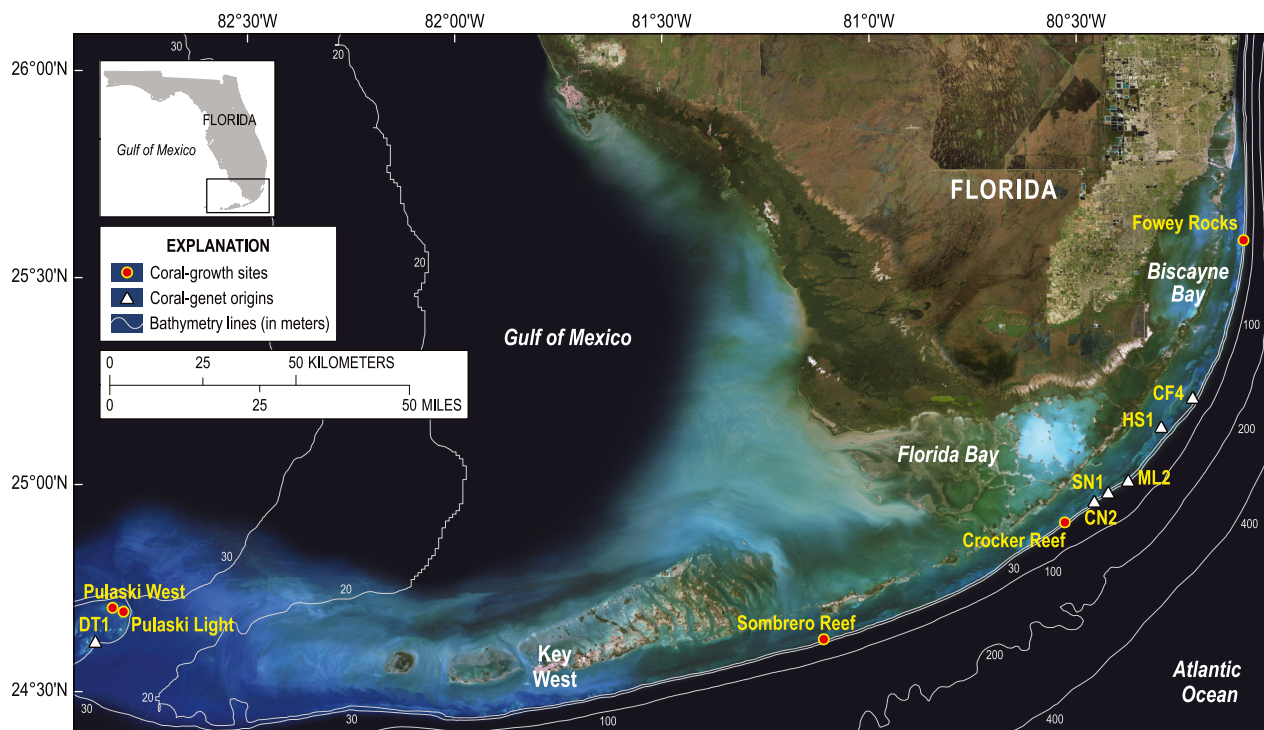 82°30'W 82°00'W 81°30'W 81°00'W 80°30'W
26°00'N
25°30'N
25°00'N
24°30'N
30
20
FLORIDA
Gulf of Mexico
EXPLANATION
Coral-growth sites
Coral-genet origins
Bathymetry lines (in meters)
0 25 50 KILOMETERS
0 25 50 MILES
20
Gulf of Mexico
FLORIDA
Fowey Rocks
Biscayne
Bay
100
CF4
HS1
200
Florida Bay
SN1
ML2
CN2
Crocker Reef
400
30
100
30
20
Pulaski West
DT1
Pulaski Light
Sombrero Reef
Key
West
200
Atlantic
Ocean
20
30
30
100
400